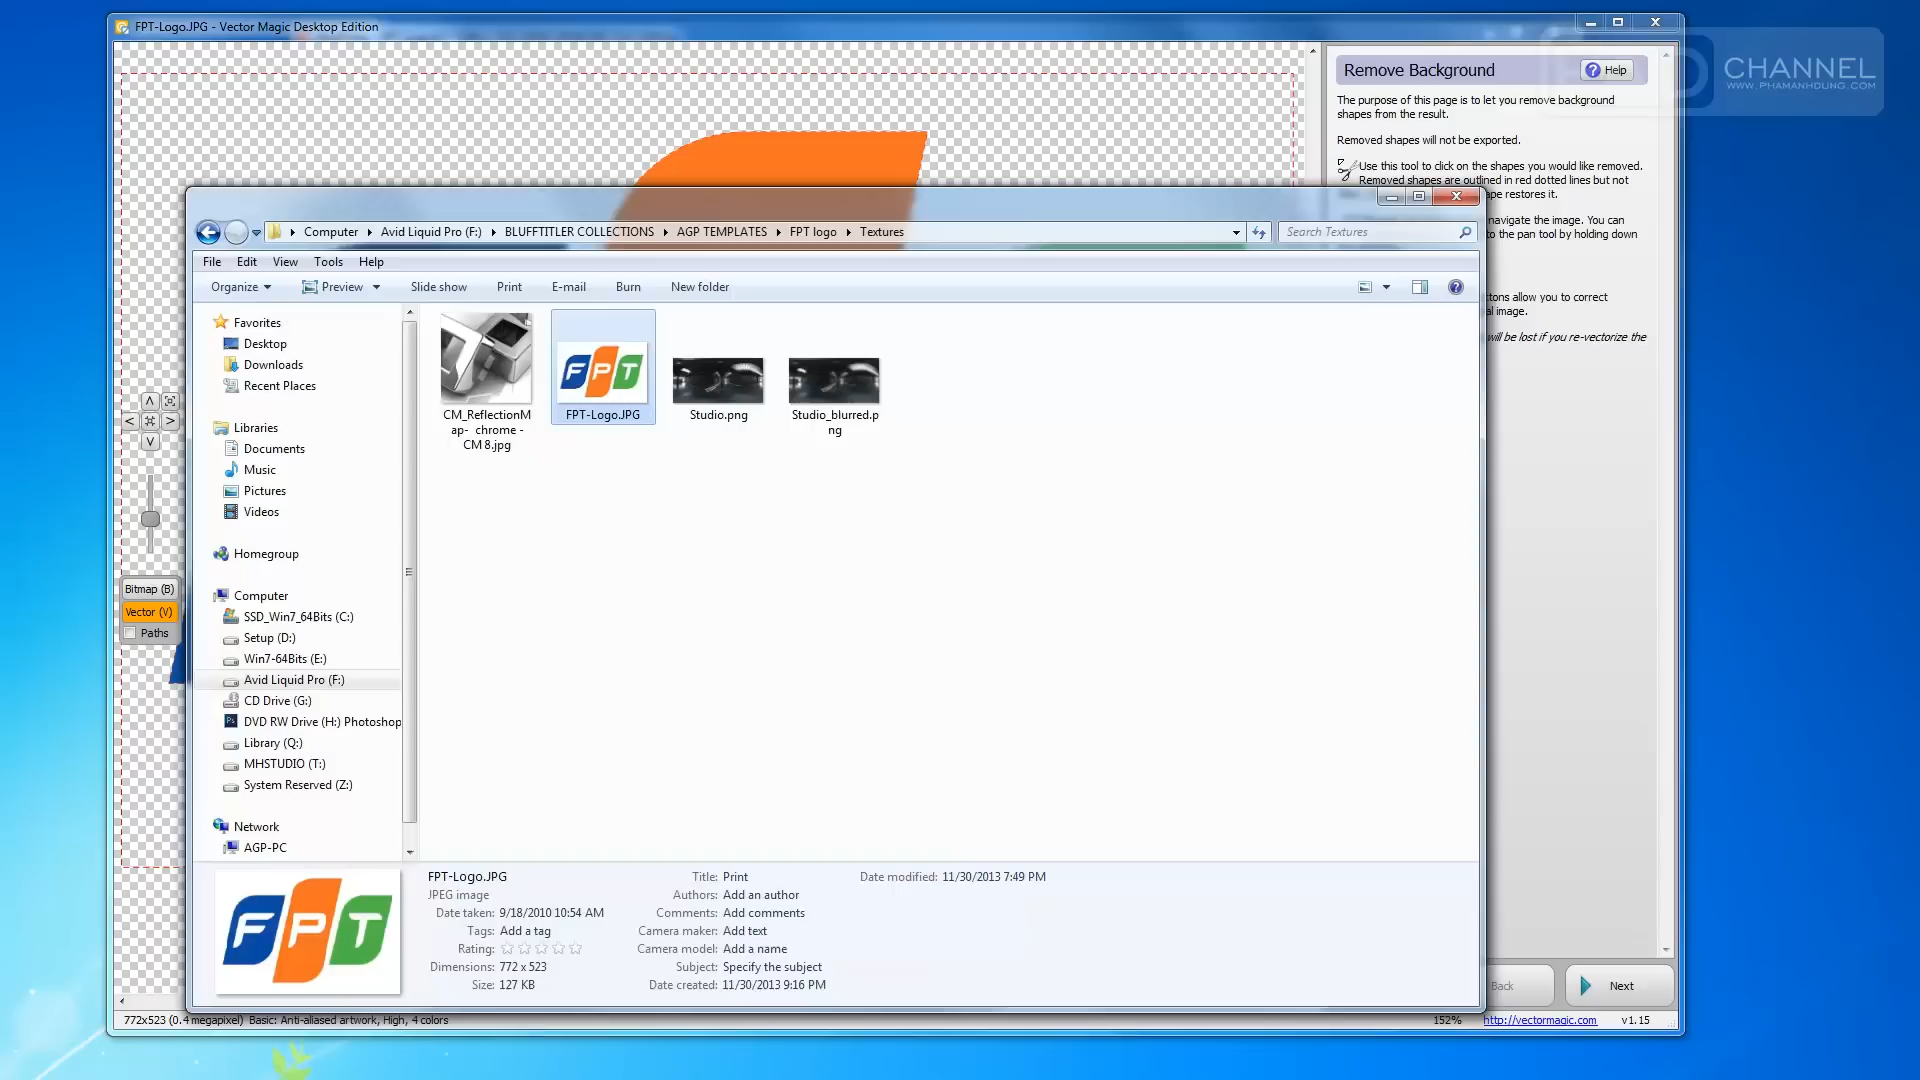 FPT-Logo.JPG - Vector Magic Desktop Edition
CHANNEL
WWW.PHAMANHDUNG.COM
Remove Background
Help
The purpose of this page is to let you remove background
shapes from the result.
Removed shapes will not be exported.
Use this tool to click on the shapes you would like removed.
Removed shapes are outlined in red dotted lines but not
ape restores it.
navigate the image. You can
to the pan tool by holding down
tons allow you to correct
al image.
will be lost if you re-vectorize the
Computer
Avid Liquid Pro (F:)
BLUFFTITLER COLLECTIONS
AGP TEMPLATES
FPT logo
Textures
Search Textures
File
Edit
View
Tools
Help
Organize
Preview
Slide show
Print
E-mail
Burn
New folder
Favorites
Desktop
Downloads
Recent Places
Libraries
Documents
Music
Pictures
Videos
Homegroup
Computer
SSD_Win7_64Bits (C:)
Setup (D:)
Win7-64Bits (E:)
Avid Liquid Pro (F:)
CD Drive (G:)
DVD RW Drive (H:) Photoshop
Library (Q:)
MHSTUDIO (T:)
System Reserved (Z:)
Network
AGP-PC
CM_ReflectionM
ap- chrome -
CM 8.jpg
FPT
FPT-Logo.JPG
Studio.png
Studio_blurred.p
ng
Bitmap (B)
Vector (V)
Paths
FPT
FPT-Logo.JPG
JPEG image
Date taken: 9/18/2010 10:54 AM
Tags: Add a tag
Rating:
Dimensions: 772 x 523
Size: 127 KB
Title: Print
Authors: Add an author
Comments: Add comments
Camera maker: Add text
Camera model: Add a name
Subject: Specify the subject
Date created: 11/30/2013 9:16 PM
Date modified: 11/30/2013 7:49 PM
Back
Next
772x523 (0.4 megapixel) Basic: Anti-aliased artwork, High, 4 colors
152%
http://vectormagic.com
v1.15